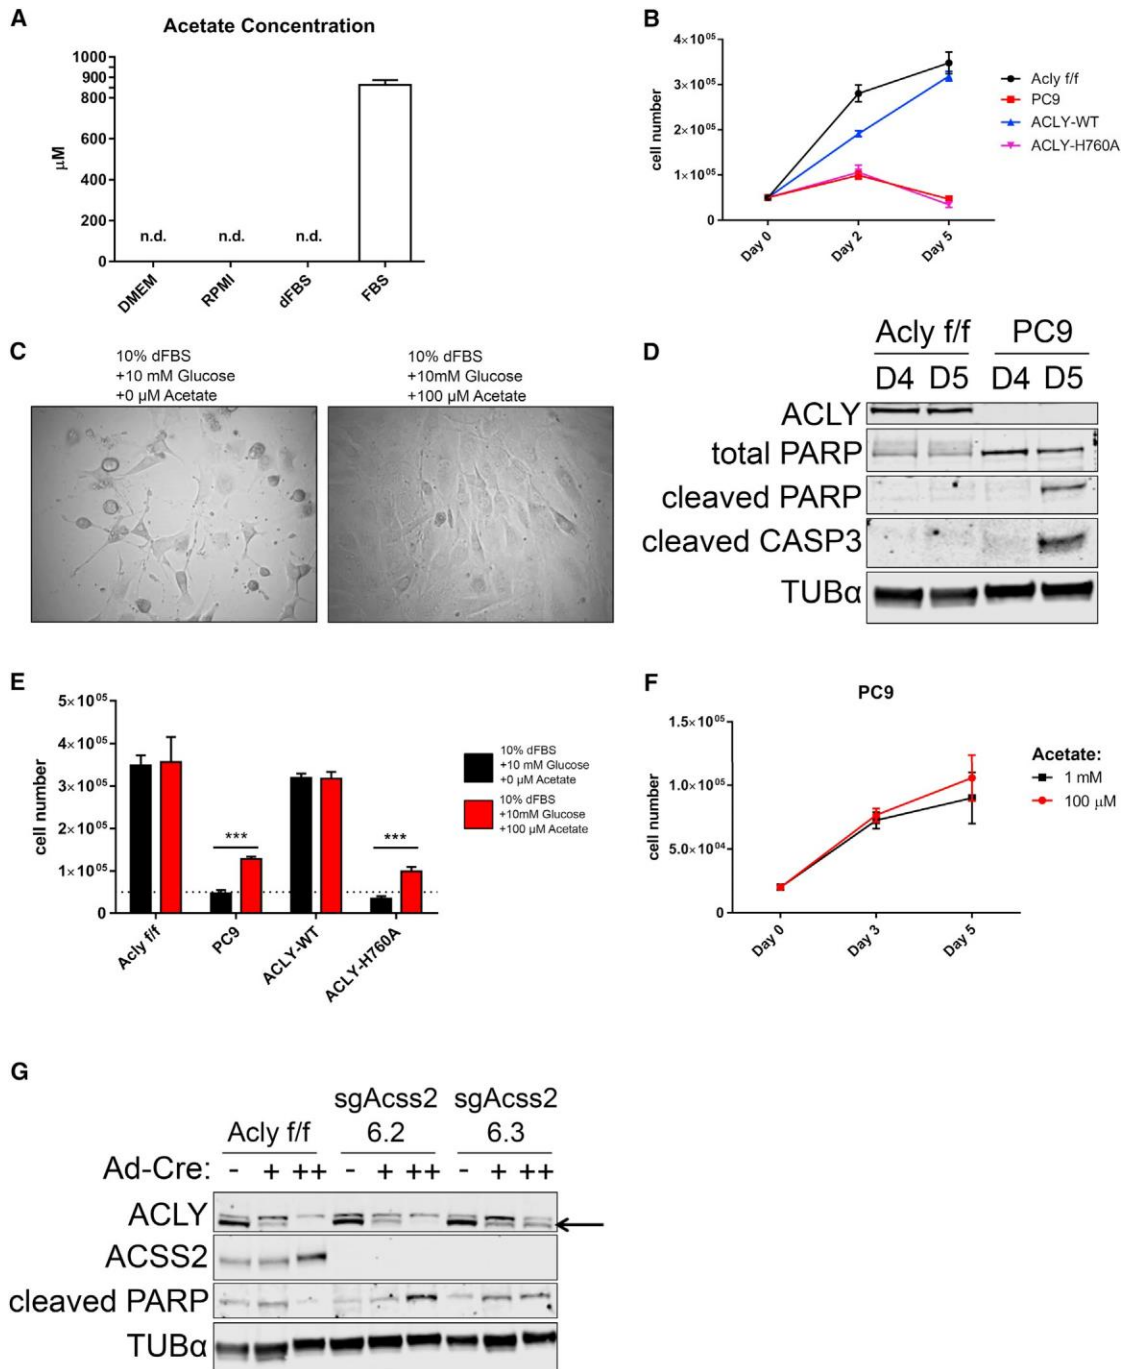 A
Acetate Concentration
1000
900
800
600
400
200
0
µM
n.d.
n.d.
n.d.
DMEM
RPMI
dFBS
FBS
B
4×10⁰⁵
3×10⁰⁵
2×10⁰⁵
1×10⁰⁵
0
cell number
Day 0
Day 2
Day 5
Acly f/f
PC9
ACLY-WT
ACLY-H760A
C
10% dFBS
+10 mM Glucose
+0 µM Acetate
10% dFBS
+10mM Glucose
+100 µM Acetate
D
Acly f/f PC9
D4 D5 D4 D5
ACLY
total PARP
cleaved PARP
cleaved CASP3
TUBα
E
5×10⁰⁵
4×10⁰⁵
3×10⁰⁵
2×10⁰⁵
1×10⁰⁵
0
cell number
***
***
Acly f/f
PC9
ACLY-WT
ACLY-H760A
10% dFBS
+10 mM Glucose
+0 µM Acetate
10% dFBS
+10mM Glucose
+100 µM Acetate
F
PC9
1.5×10⁰⁵
1.0×10⁰⁵
5.0×10⁰⁴
0
cell number
Day 0
Day 3
Day 5
Acetate:
1 mM
100 µM
G
sgAcss2 sgAcss2
Acly f/f 6.2 6.3
Ad-Cre: - + ++ - + ++ - + ++
ACLY
ACSS2
cleaved PARP
TUBα